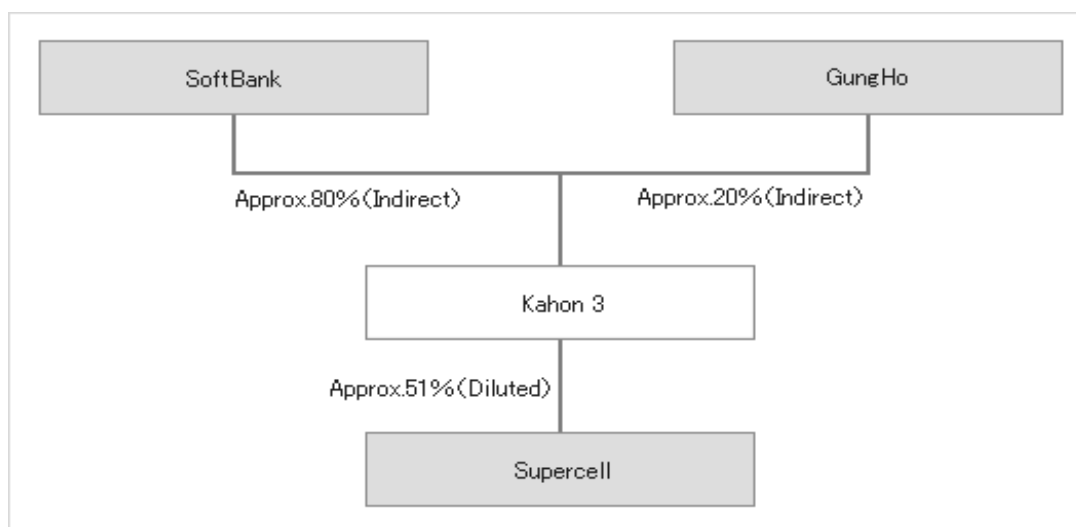 SoftBank
GungHo
Approx.80%(Indirect)
Approx.20%(Indirect)
Kahon 3
Approx.51%(Diluted)
Supercell